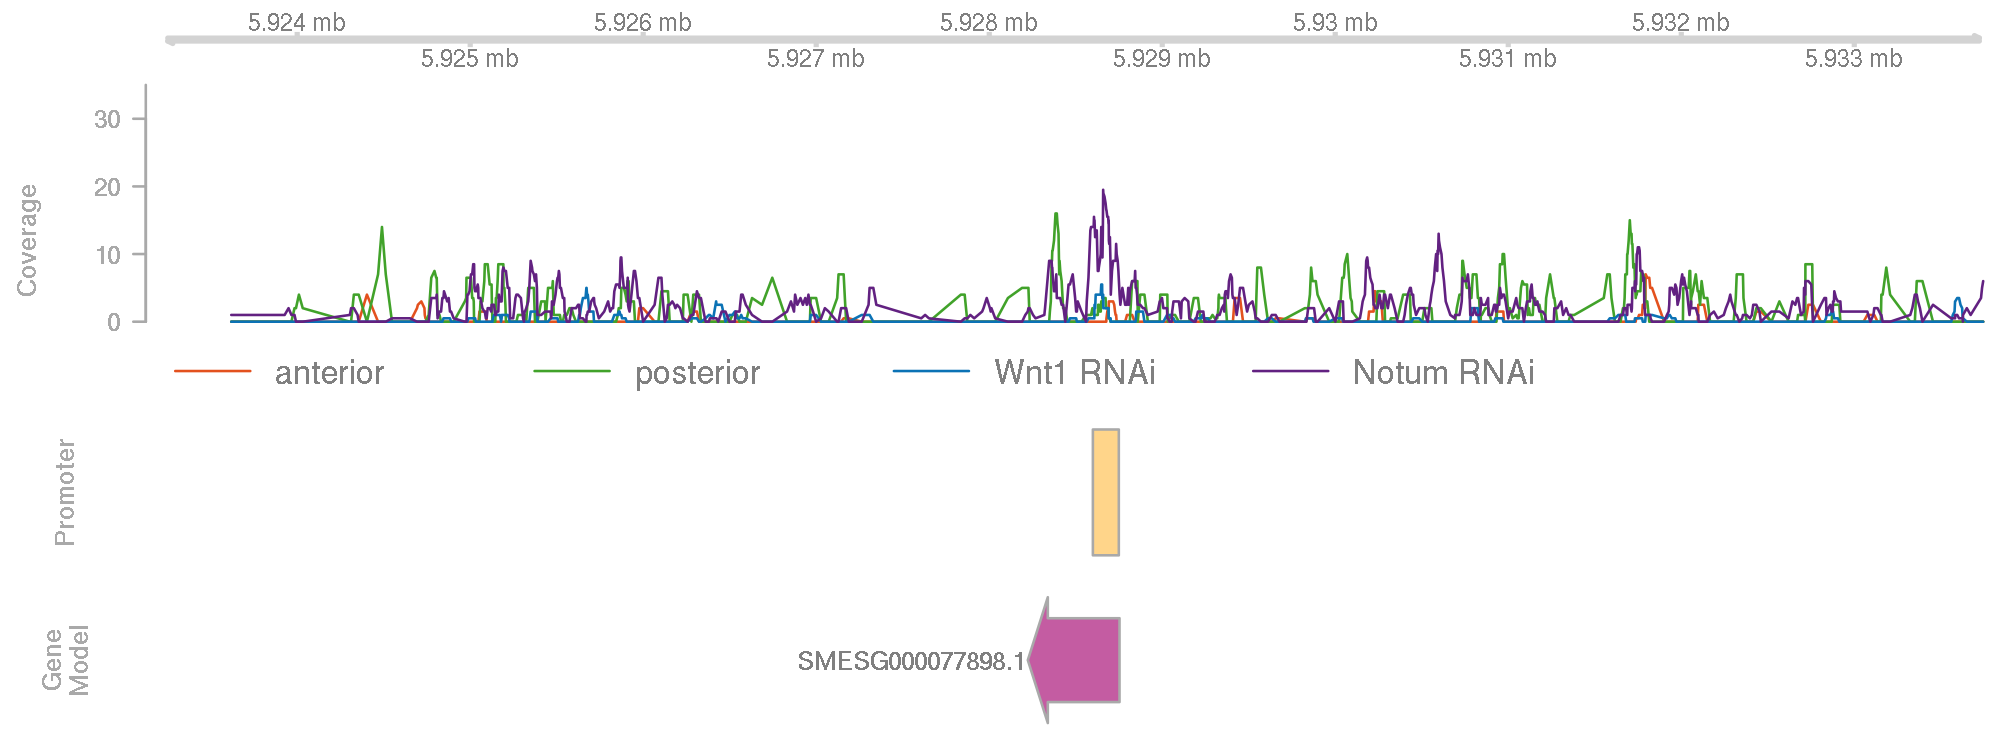 5.924 mb 5.926 mb 5.928 mb 5.93 mb 5.932 mb
5.925 mb 5.927 mb 5.929 mb 5.931 mb 5.933 mb
Coverage
30
20
10
0
anterior posterior Wnt1 RNAi Notum RNAi
Promoter
0
Gene
Model
SMESG000077898.1